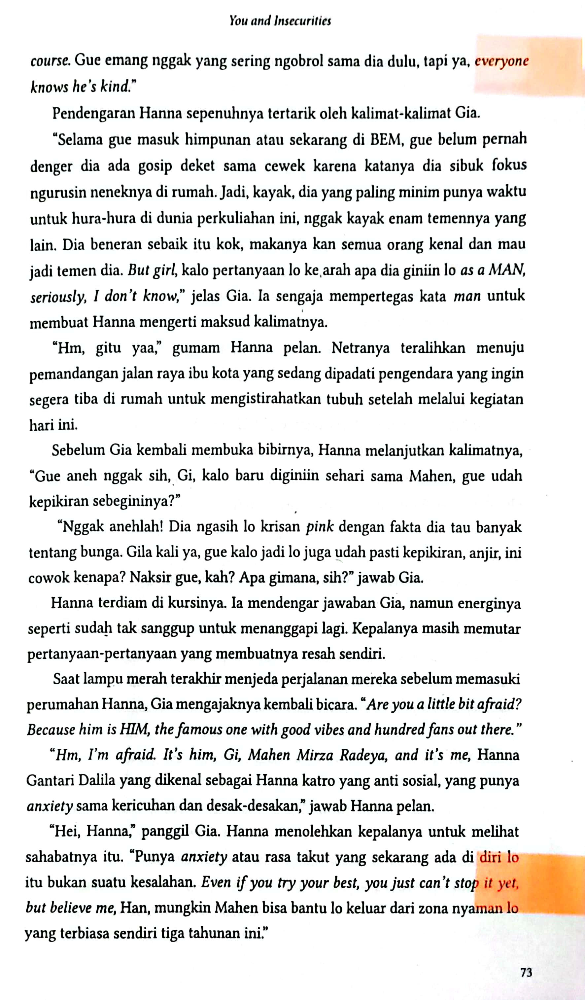 You and Insecurities
course. Gue emang nggak yang sering ngobrol sama dia dulu, tapi ya, everyone
knows he's kind.”
Pendengaran Hanna sepenuhnya tertarik oleh kalimat-kalimat Gia.
“Selama gue masuk himpunan atau sekarang di BEM, gue belum pernah
denger dia ada gosip deket sama cewek karena katanya dia sibuk fokus
ngurusin neneknya di rumah. Jadi, kayak, dia yang paling minim punya waktu
untuk hura-hura di dunia perkuliahan ini, nggak kayak enam temennya yang
lain. Dia beneran sebaik itu kok, makanya kan semua orang kenal dan mau
jadi temen dia. But girl, kalo pertanyaan lo ke arah apa dia giniin lo as a MAN,
seriously, I don't know,” jelas Gia. Ia sengaja mempertegas kata man untuk
membuat Hanna mengerti maksud kalimatnya.
“Hm, gitu yaa,” gumam Hanna pelan. Netranya teralihkan menuju
pemandangan jalan raya ibu kota yang sedang dipadati pengendara yang ingin
segera tiba di rumah untuk mengistirahatkan tubuh setelah melalui kegiatan
hari ini.
Sebelum Gia kembali membuka bibirnya, Hanna melanjutkan kalimatnya,
“Gue aneh nggak sih, Gi, kalo baru diginiin sehari sama Mahen, gue udah
kepikiran sebegininya?”
“Nggak anehlah! Dia ngasih lo krisan pink dengan fakta dia tau banyak
tentang bunga. Gila kali ya, gue kalo jadi lo juga udah pasti kepikiran, anjir, ini
cowok kenapa? Naksir gue, kah? Apa gimana, sih?” jawab Gia.
Hanna terdiam di kursinya. Ia mendengar jawaban Gia, namun energinya
seperti sudah tak sanggup untuk menanggapi lagi. Kepalanya masih memutar
pertanyaan-pertanyaan yang membuatnya resah sendiri.
Saat lampu merah terakhir menjeda perjalanan mereka sebelum memasuki
perumahan Hanna, Gia mengajaknya kembali bicara. “Are you a little bit afraid?
Because him is HIM, the famous one with good vibes and hundred fans out there.”
“Hm, I'm afraid. It's him, Gi, Mahen Mirza Radeya, and it's me, Hanna
Gantari Dalila yang dikenal sebagai Hanna katro yang anti sosial, yang punya
anxiety sama kericuhan dan desak-desakan,” jawab Hanna pelan.
“Hei, Hanna,” panggil Gia. Hanna menolehkan kepalanya untuk melihat
sahabatnya itu. “Punya anxiety atau rasa takut yang sekarang ada di diri lo
itu bukan suatu kesalahan. Even if you try your best, you just can't stop it yet,
but believe me, Han, mungkin Mahen bisa bantu lo keluar dari zona nyaman lo
yang terbiasa sendiri tiga tahunan ini.”
73